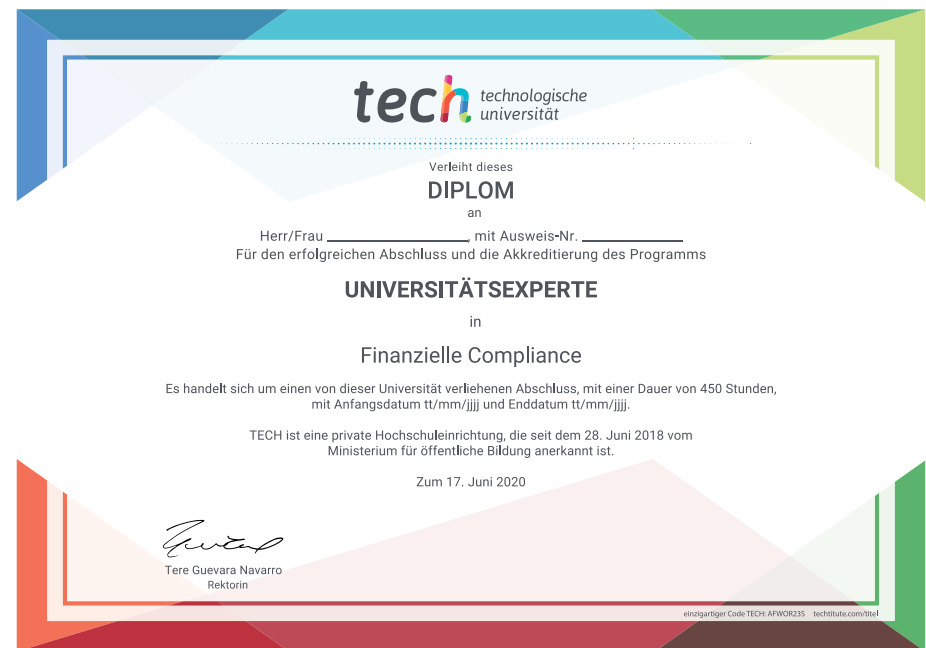 tech technologische
universität
Verleiht dieses
DIPLOM
an
Herr/Frau ____________________, mit Ausweis-Nr. ______________
Für den erfolgreichen Abschluss und die Akkreditierung des Programms
UNIVERSITÄTSEXPERTE
in
Finanzielle Compliance
Es handelt sich um einen von dieser Universität verliehenen Abschluss, mit einer Dauer von 450 Stunden,
mit Anfangsdatum tt/mm/jjjj und Enddatum tt/mm/jjjj.
TECH ist eine private Hochschuleinrichtung, die seit dem 28. Juni 2018 vom
Ministerium für öffentliche Bildung anerkannt ist.
Zum 17. Juni 2020
Tere Guevara Navarro
Rektorin
einzigartiger Code TECH: AFWOR23S techtitute.com/titel